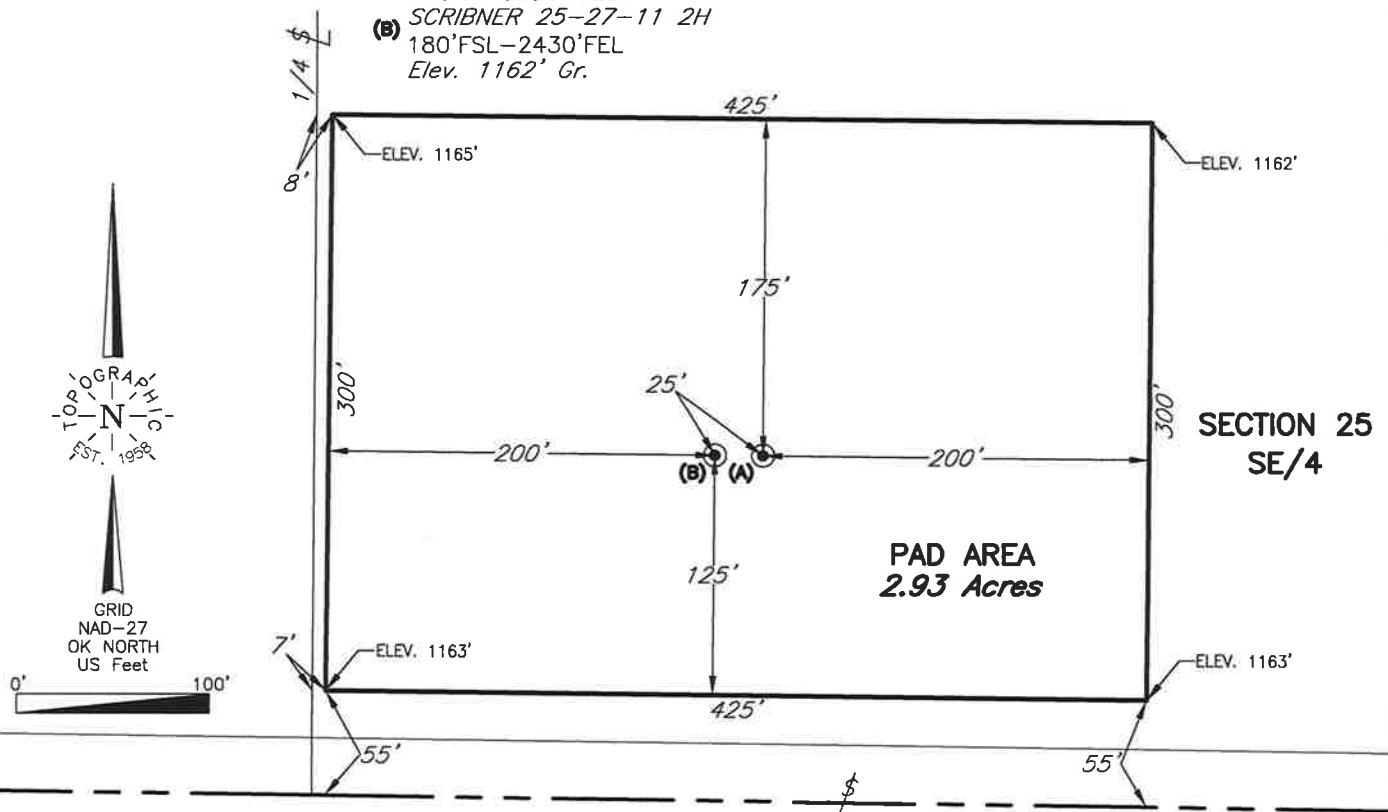 SCRIBNER 25-27-11 2H
(B)
180'FSL-2430'FEL
Elev. 1162' Gr.
1/4 $
425'
ELEV. 1165'
ELEV. 1162'
8'
175'
300'
25'
300'
SECTION 25
SE/4
TOPOGRAPHIC
N
EST. 1958
200'
(B) (A)
200'
PAD AREA
2.93 Acres
125'
GRID
NAD-27
OK NORTH
US Feet
7'
ELEV. 1163'
ELEV. 1163'
0' 100'
425'
55'
55'
$